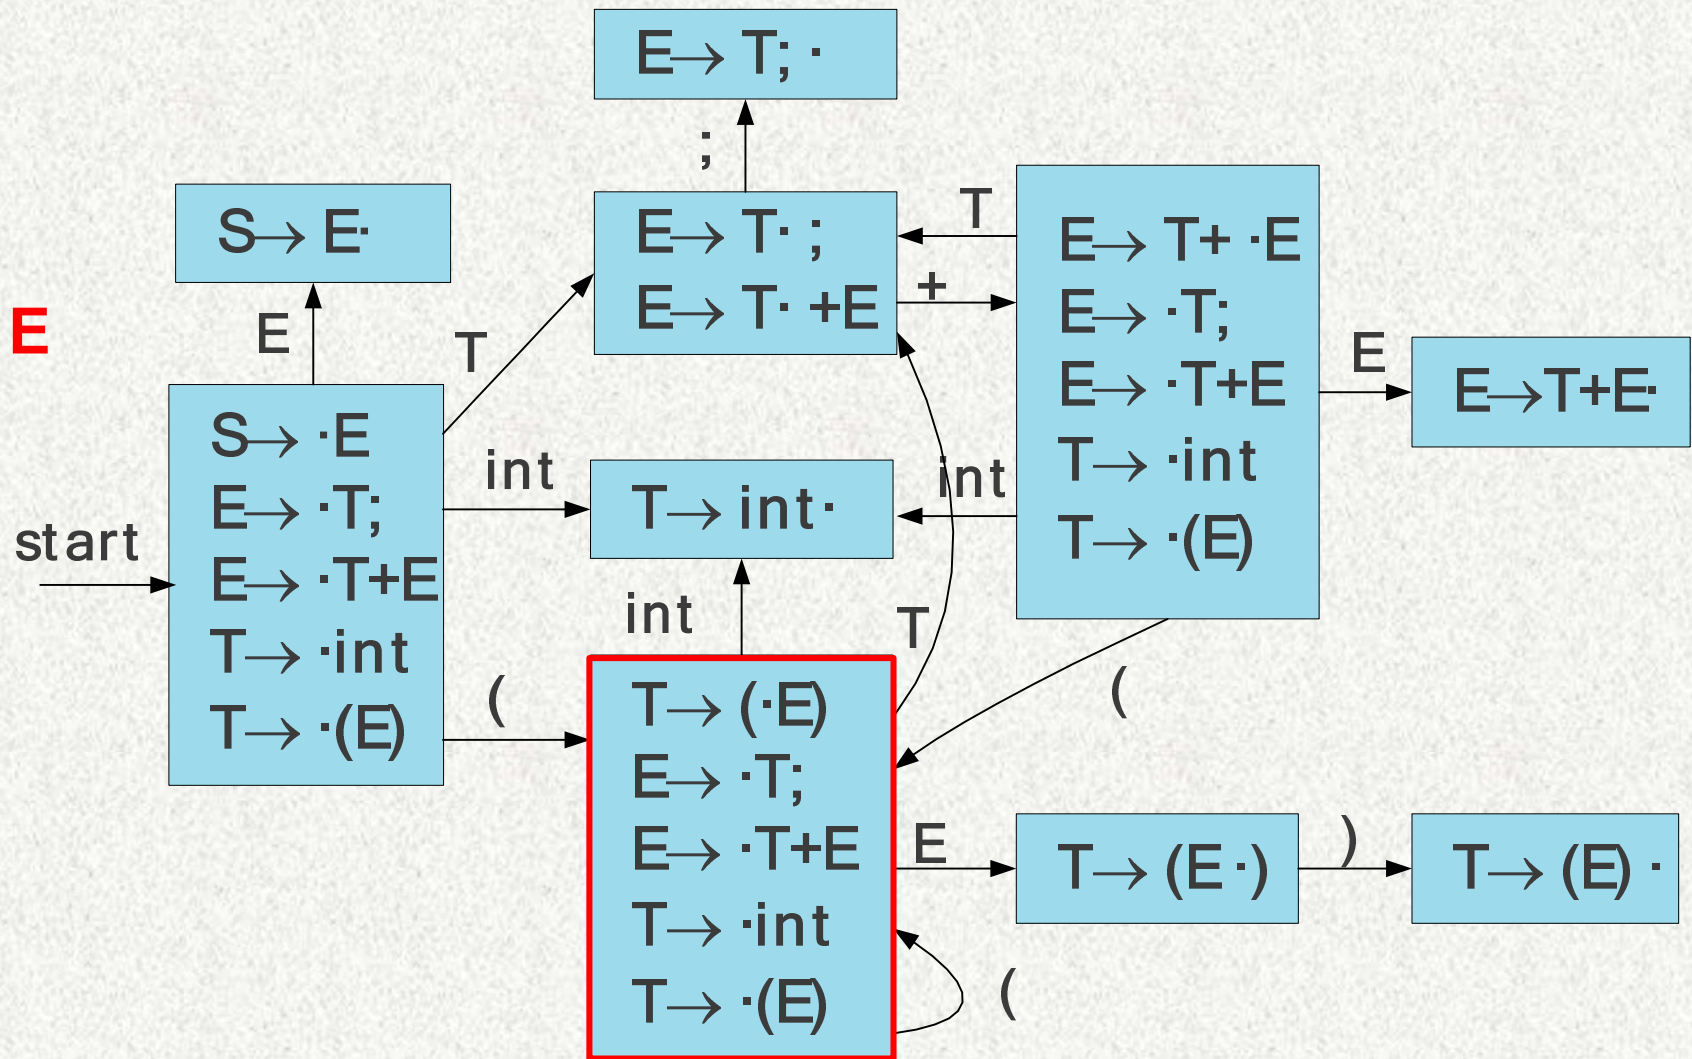 E→ T; ·
;
S→ E·
E→ T· ;
E→ T· +E
T
+
E→ T+ ·E
E→ ·T;
E→ ·T+E
T→ ·int
T→ ·(E)
E
E→T+E·
E
E
T
start
S→ ·E
E→ ·T;
E→ ·T+E
T→ ·int
T→ ·(E)
int
T→ int·
int
int
T
(
(
T→ (·E)
E→ ·T;
E→ ·T+E
T→ ·int
T→ ·(E)
E
T→ (E ·)
)
T→ (E) ·
(